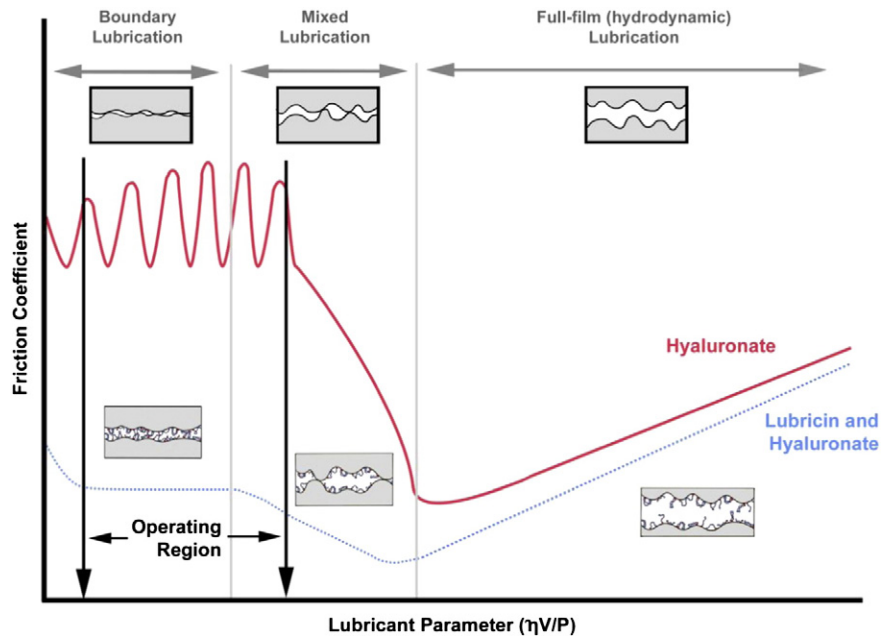 Boundary
Lubrication
Mixed
Lubrication
Full-film (hydrodynamic)
Lubrication
Friction Coefficient
Hyaluronate
Lubricin and
Hyaluronate
Operating
Region
Lubricant Parameter (ηV/P)